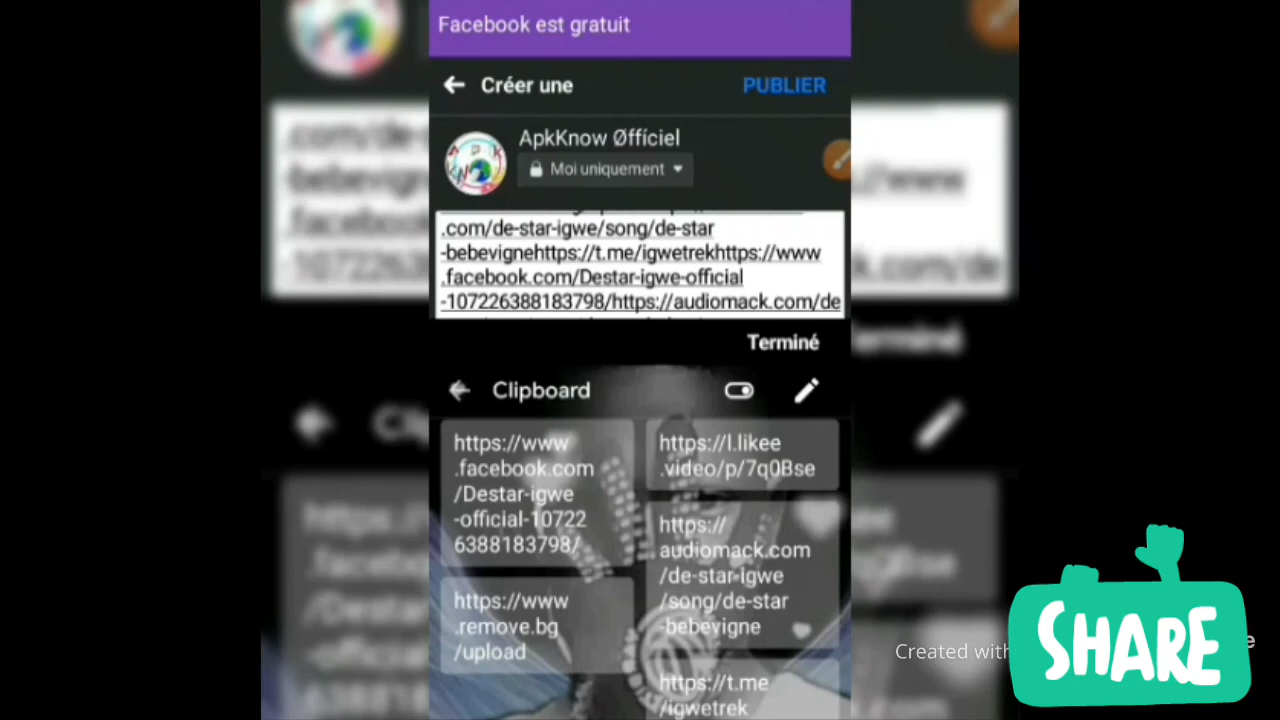 Facebook est gratuit
Créer une
PUBLIER
ApkKnow Øffíciel
Moi uniquement
.com/de-star-igwe/song/de-star
-bebevignehttps://t.me/igwetrekhttps://www
.facebook.com/Destar-igwe-official
-107226388183798/https://audiomack.com/de
Terminé
Clipboard
https://www
.facebook.com
/Destar-igwe
-official-10722
6388183798/
https://www
.remove.bg
/upload
https://l.likee
.video/p/7q0Bse
https://
audiomack.com
/de-star-igwe
/song/de-star
-bebevigne
https://t.me
/igwetrek
Created with
SHARE